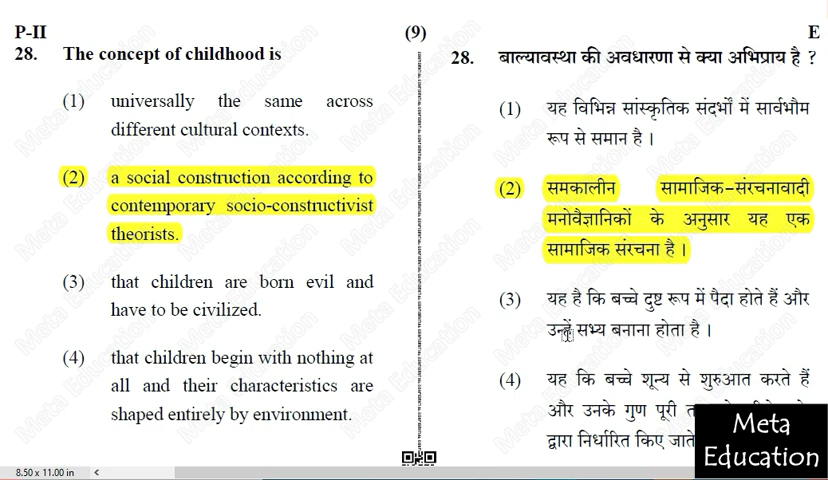 P-II
(9)
E
28. The concept of childhood is
(1) universally the same across
different cultural contexts.
(2) a social construction according to
contemporary socio-constructivist
theorists.
(3) that children are born evil and
have to be civilized.
(4) that children begin with nothing at
all and their characteristics are
shaped entirely by environment.
28. बाल्यावस्था की अवधारणा से क्या अभिप्राय है ?
(1) यह विभिन्न सांस्कृतिक संदर्भों में सार्वभौम
रूप से समान है ।
(2) समकालीन सामाजिक-संरचनावादी
मनोवैज्ञानिकों के अनुसार यह एक
सामाजिक संरचना है ।
(3) यह है कि बच्चे दुष्ट रूप में पैदा होते हैं और
उन्हें सभ्य बनाना होता है ।
(4) यह कि बच्चे शून्य से शुरुआत करते हैं
और उनके गुण पूरी
द्वारा निर्धारित किए जाते
Meta
Education
8.50 x 11.00 in